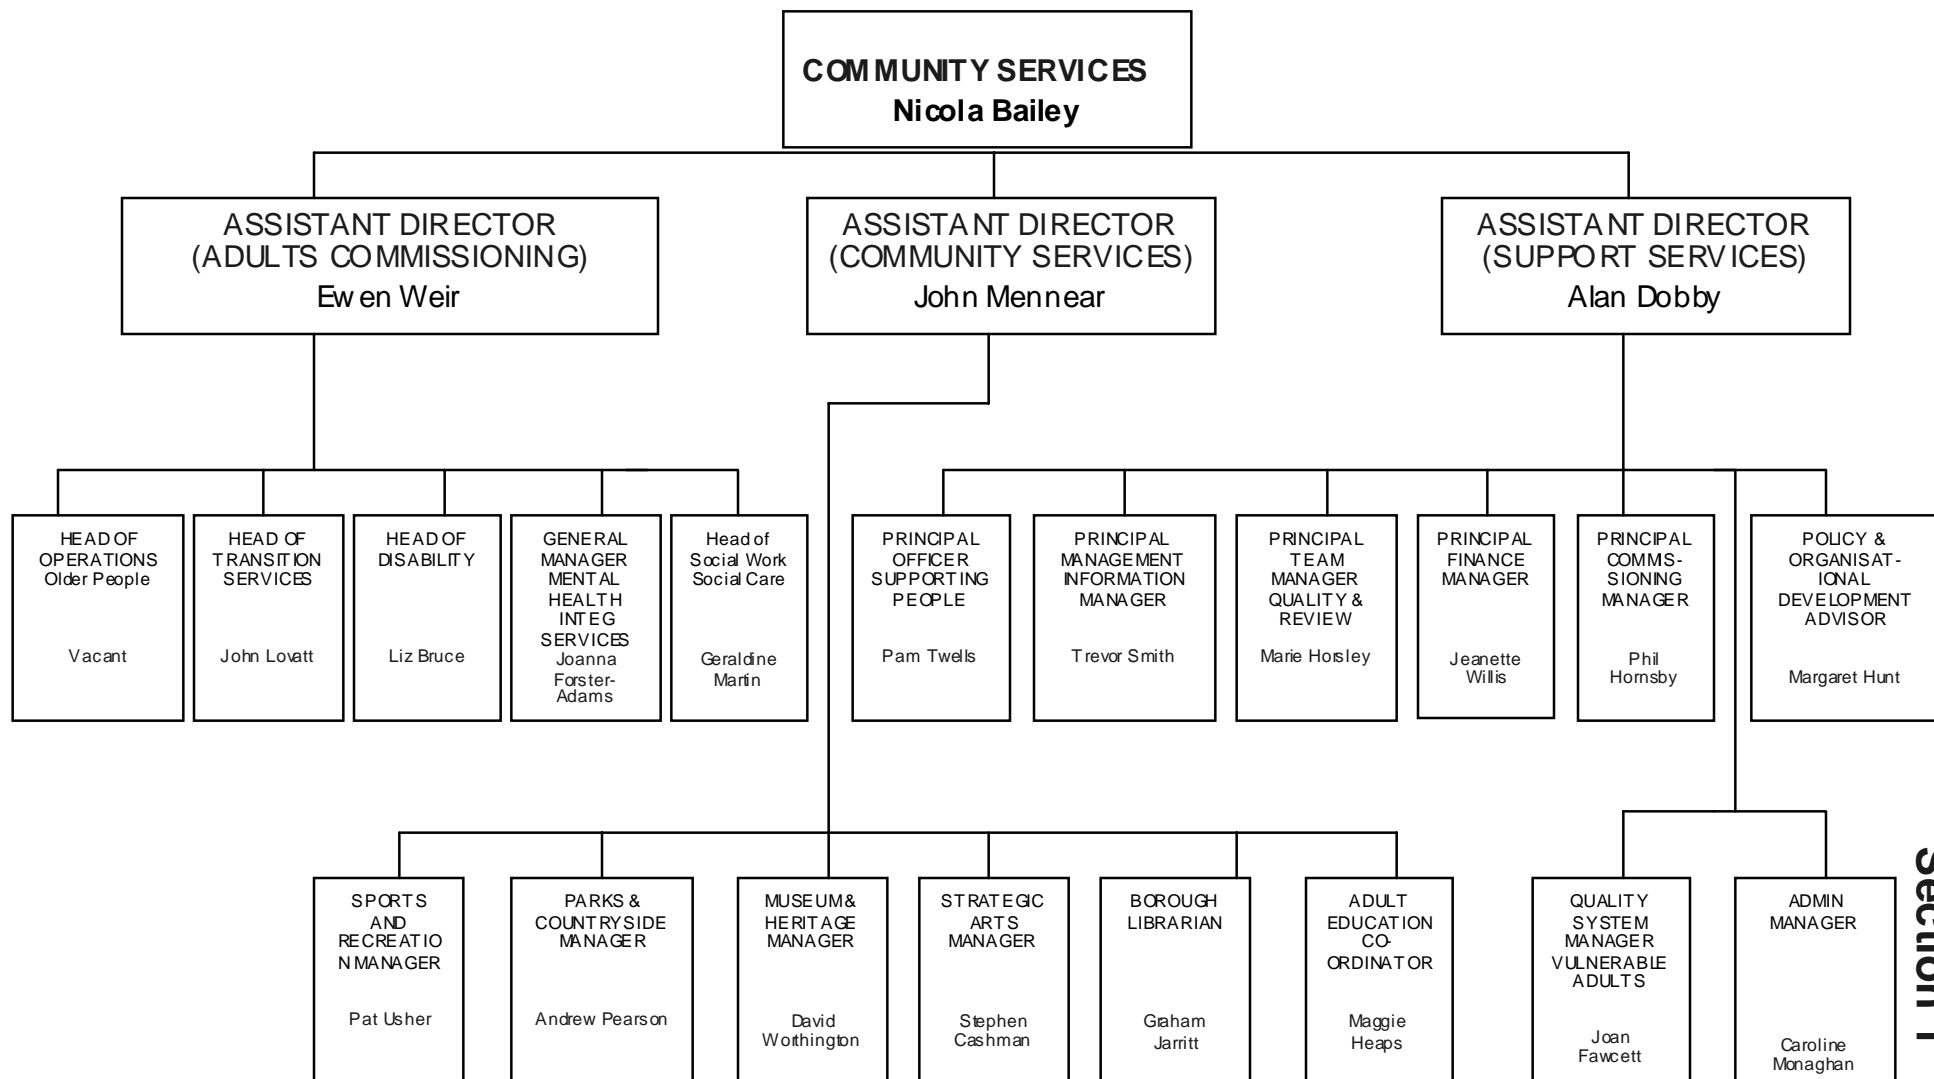 COMMUNITY SERVICES
Nicola Bailey
ASSISTANT DIRECTOR
(ADULTS COMMISSIONING)
Ewen Weir
ASSISTANT DIRECTOR
(COMMUNITY SERVICES)
John Mennear
ASSISTANT DIRECTOR
(SUPPORT SERVICES)
Alan Dobby
HEAD OF
OPERATIONS
Older People
Vacant
HEAD OF
TRANSITION
SERVICES
John Lovatt
HEAD OF
DISABILITY
Liz Bruce
GENERAL
MANAGER
MENTAL
HEALTH
INTEG
SERVICES
Joanna
Forster-
Adams
Head of
Social Work
Social Care
Geraldine
Martin
PRINCIPAL
OFFICER
SUPPORTING
PEOPLE
Pam Twells
PRINCIPAL
MANAGEMENT
INFORMATION
MANAGER
Trevor Smith
PRINCIPAL
TEAM
MANAGER
QUALITY &
REVIEW
Marie Horsley
PRINCIPAL
FINANCE
MANAGER
Jeanette
Willis
PRINCIPAL
COMMIS-
SIONING
MANAGER
Phil
Hornsby
POLICY &
ORGANISAT-
IONAL
DEVELOPMENT
ADVISOR
Margaret Hunt
SPORTS
AND
RECREATIO
N MANAGER
Pat Usher
PARKS &
COUNTRYSIDE
MANAGER
Andrew Pearson
MUSEUM &
HERITAGE
MANAGER
David
Worthington
STRATEGIC
ARTS
MANAGER
Stephen
Cashman
BOROUGH
LIBRARIAN
Graham
Jarritt
ADULT
EDUCATION
CO-
ORDINATOR
Maggie
Heaps
QUALITY
SYSTEM
MANAGER
VULNERABLE
ADULTS
Joan
Fawcett
ADMIN
MANAGER
Caroline
Monaghan
Section 1